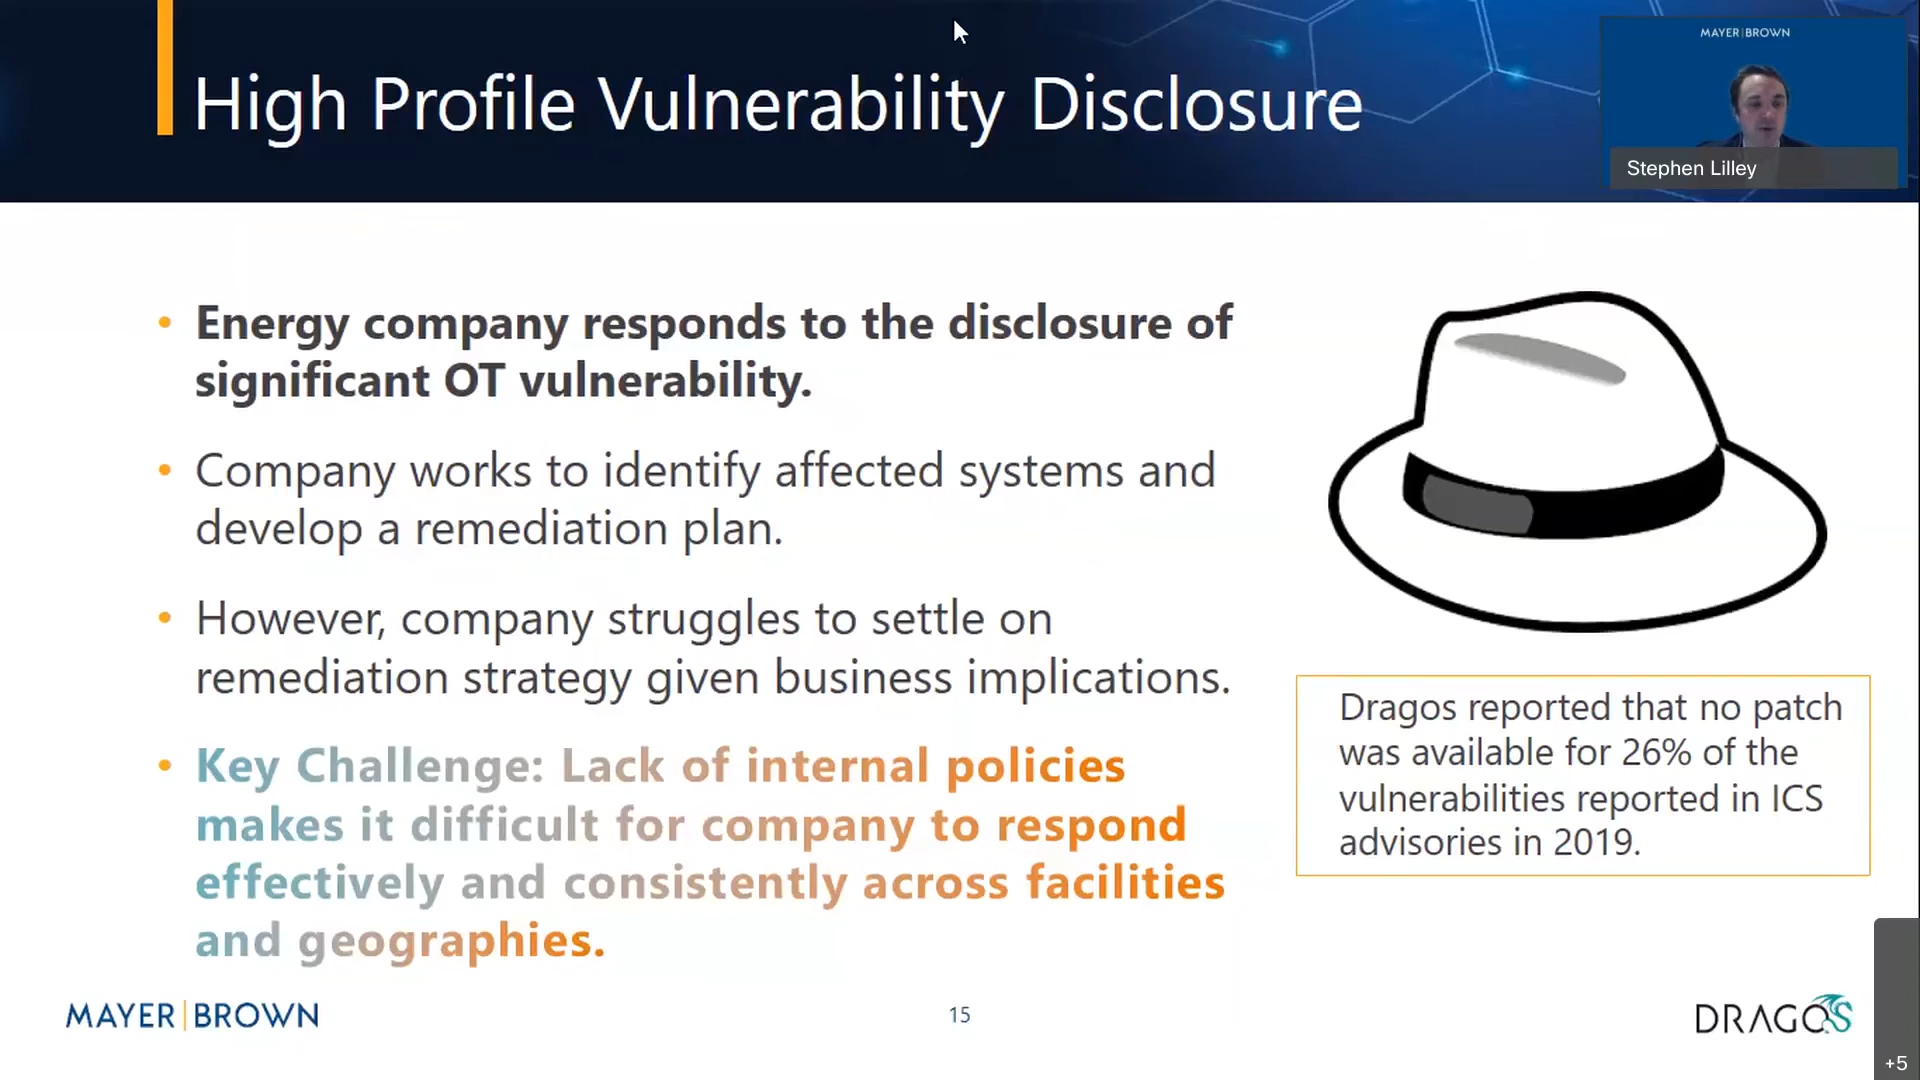 High Profile Vulnerability Disclosure
MAYER|BROWN
Stephen Lilley
• Energy company responds to the disclosure of
significant OT vulnerability.
• Company works to identify affected systems and
develop a remediation plan.
• However, company struggles to settle on
remediation strategy given business implications.
• Key Challenge: Lack of internal policies
makes it difficult for company to respond
effectively and consistently across facilities
and geographies.
Dragos reported that no patch
was available for 26% of the
vulnerabilities reported in ICS
advisories in 2019.
MAYER|BROWN
15
DRAGOS
+5